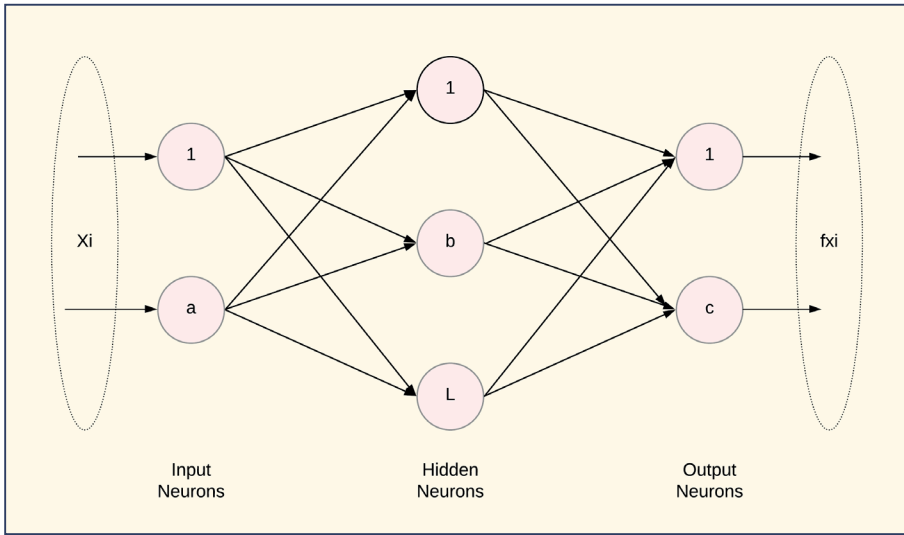 1
1
1
Xi
b
fxi
a
c
L
Input
Neurons
Hidden
Neurons
Output
Neurons